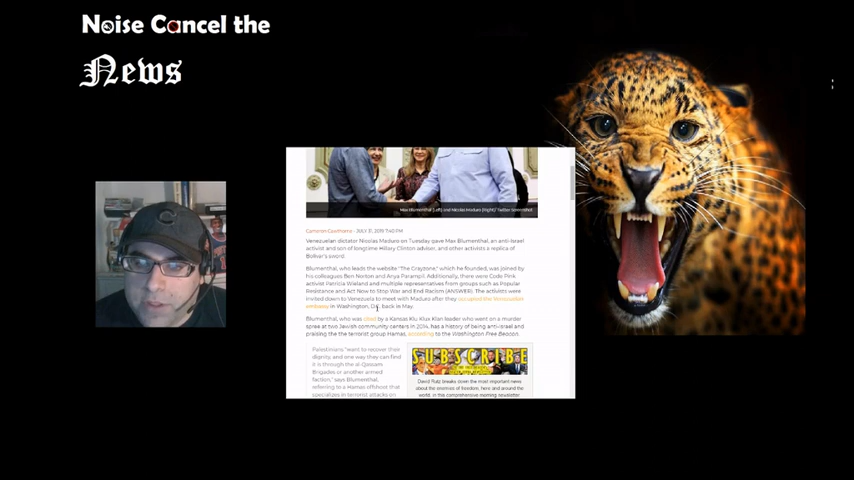 Noise Cancel the
News
Max Blumenthal (Left) and Nicolas Maduro (Right)/ Twitter Screenshot
Cameron Cawthorne - JULY 31, 2019 7:40 PM
Venezuelan dictator Nicolas Maduro on Tuesday gave Max Blumenthal, an anti-Israel
activist and son of longtime Hillary Clinton adviser, and other activists a replica of
Bolivar's sword.
Blumenthal, who leads the website "The Grayzone," which he founded, was joined by
his colleagues Ben Norton and Anya Parampil. Additionally, there were Code Pink
activist Patricia Weiland and multiple representatives from groups such as Popular
Resistance and Act Now to Stop War and End Racism (ANSWER). The activists were
invited down to Venezuela to meet with Maduro after they occupied the Venezuelan
embassy in Washington, D.C. back in May.
Blumenthal, who was cited by a Kansas Klu Klux Klan leader who went on a murder
spree at two Jewish community centers in 2014, has a history of being anti-Israel and
praising the the terrorist group Hamas, according to the Washington Free Beacon.
Palestinians "want to recover their
dignity and one way they can find
it is through the al-Qassam
Brigades or another armed
faction," says Blumenthal,
referring to a Hamas offshoot that
specializes in terrorist attacks on
SUBSCRIBE
David Rutz breaks down the most important news
about the enemies of freedom, here and around the
world, in this comprehensive morning newsletter.